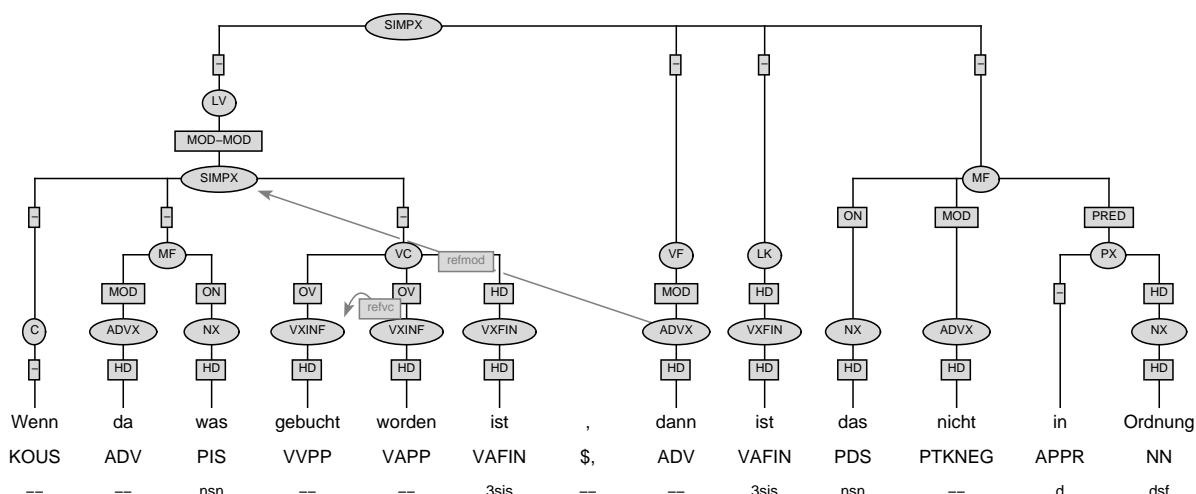 SIMPX
– – – –
LV
MOD–MOD
SIMPX MF
– – – ON MOD PRED
MF VC refmod VF LK PX
MOD ON OV OV HD MOD HD – HD
refvc
C ADVX NX VXINF VXINF VXFIN ADVX VXFIN NX ADVX NX
– HD HD HD HD HD HD HD HD HD HD
Wenn da was gebucht worden ist , dann ist das nicht in Ordnung
KOUS ADV PIS VVPP VAPP VAFIN $, ADV VAFIN PDS PTKNEG APPR NN
–– –– nsn –– –– 3sis –– –– 3sis nsn –– d dsf